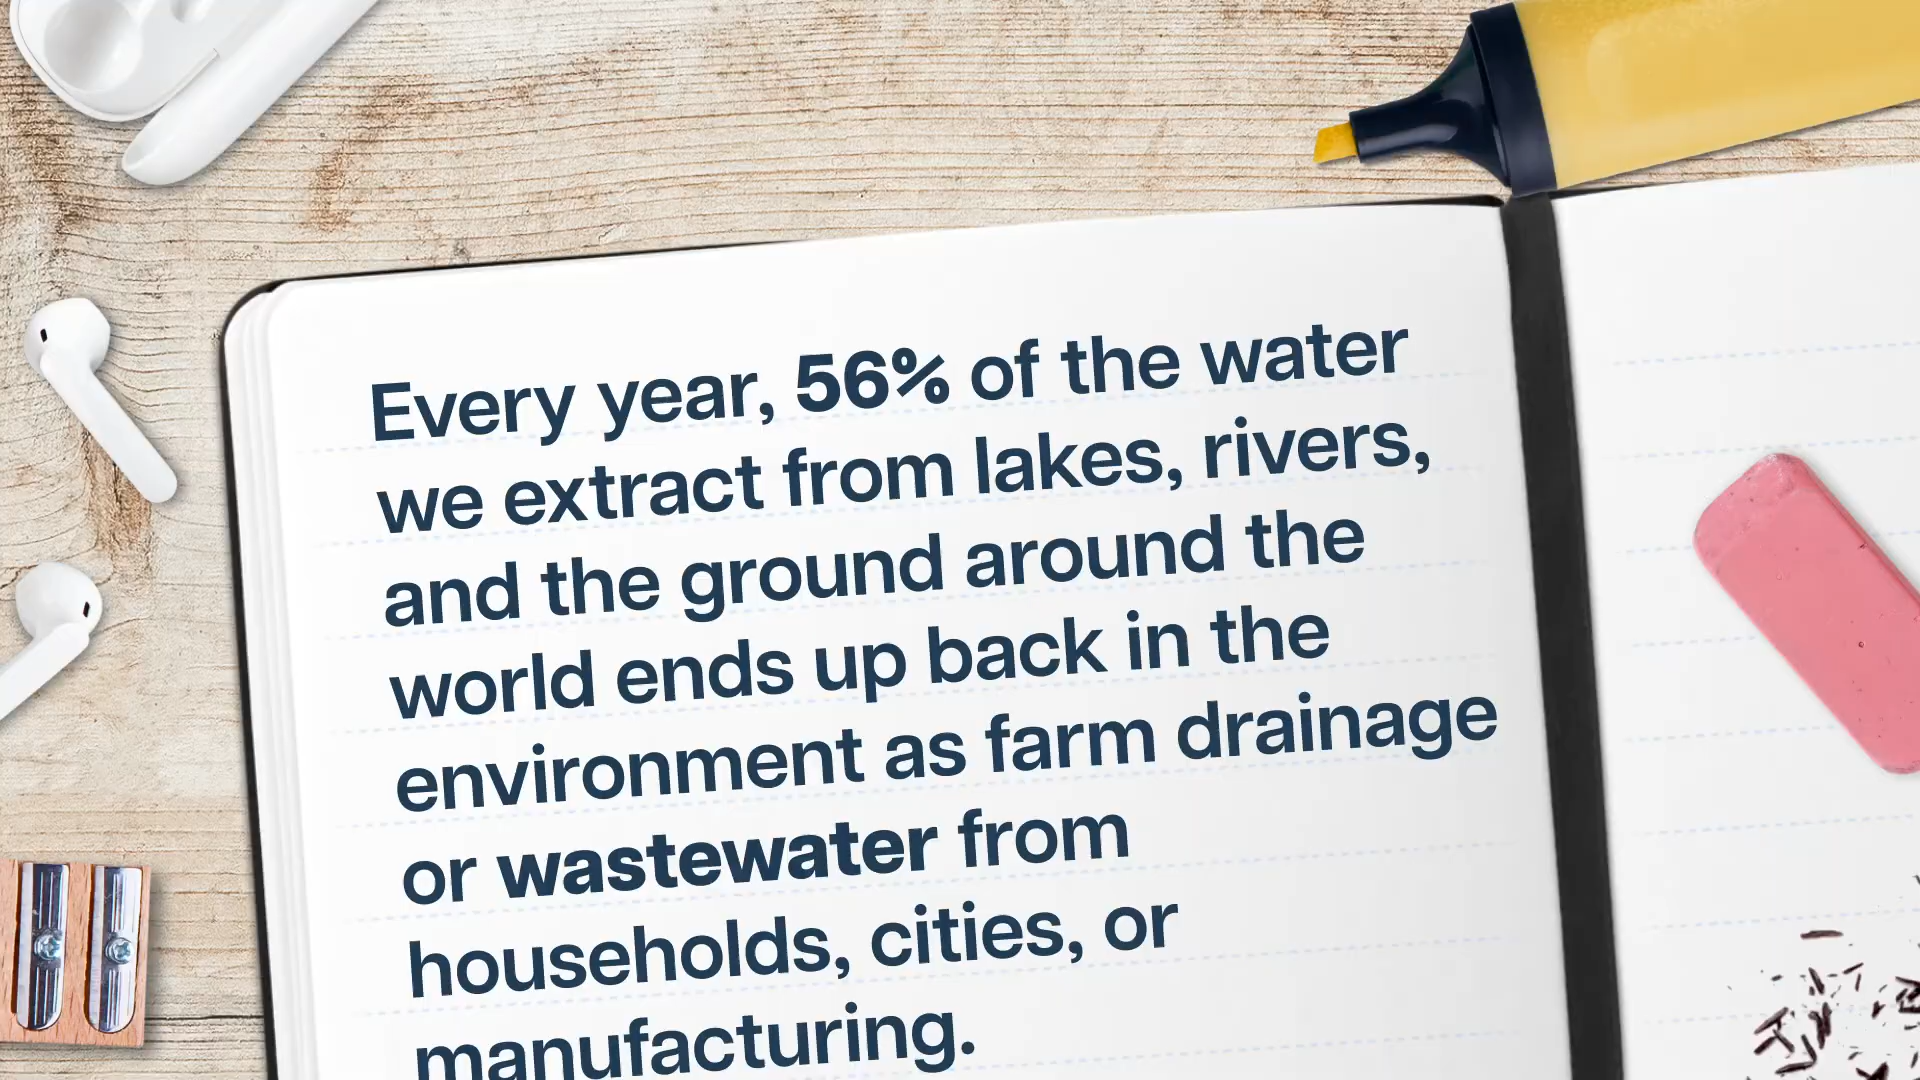 Every year, 56% of the water
we extract from lakes, rivers,
and the ground around the
world ends up back in the
environment as farm drainage
or wastewater from
households, cities, or
manufacturing.